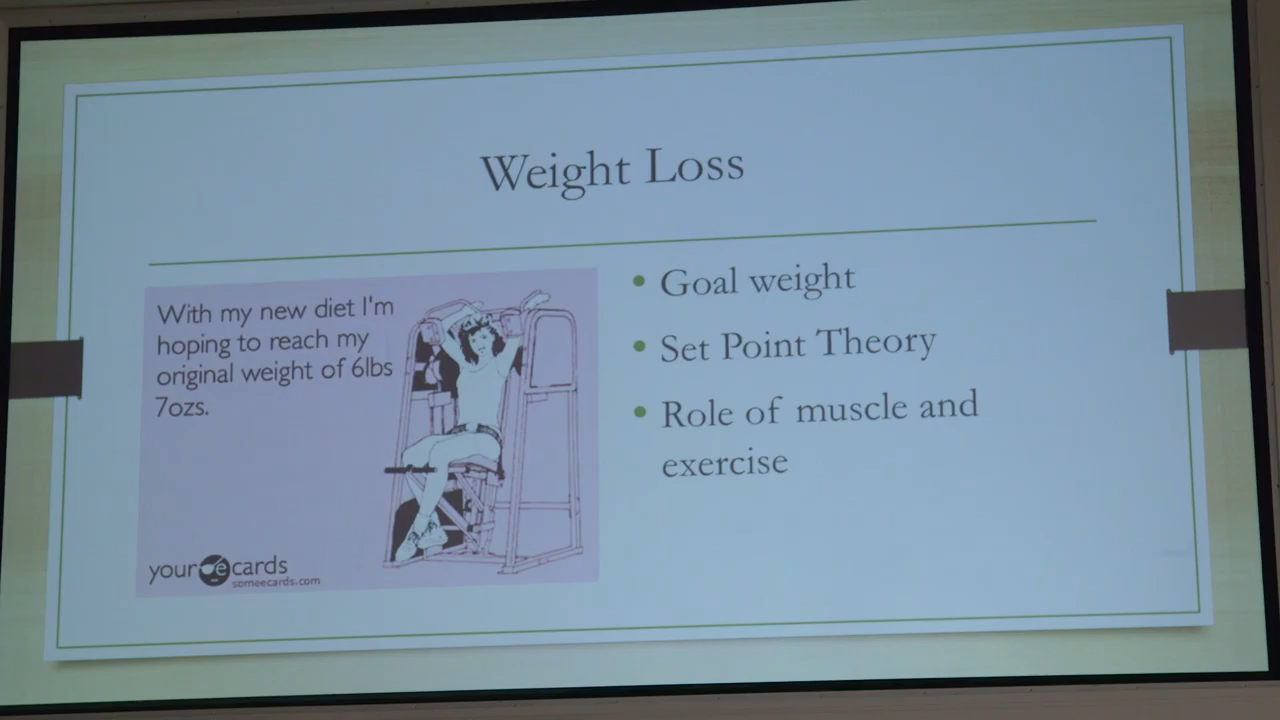 Weight Loss
With my new diet I'm
hoping to reach my
original weight of 6lbs
7ozs.
your e cards
someecards.com
• Goal weight
• Set Point Theory
• Role of muscle and
exercise